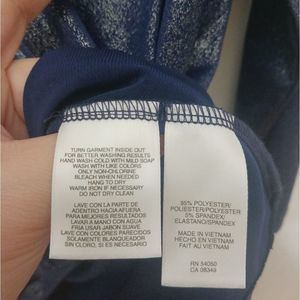 TURN GARMENT INSIDE OUT
FOR BETTER WASHING RESULTS
HAND WASH COLD WITH MILD SOAP
WASH WITH LIKE COLORS
ONLY NON-CHLORINE
BLEACH WHEN NEEDED
HANG TO DRY
WARM IRON IF NECESSARY
DO NOT DRY CLEAN
LAVE CON LA PARTE DE
ADENTRO HACIA AFUERA
PARA MEJORES RESULTADOS
LAVE A MANO EN AGUA
FRIA USAR JABON SUAVE
LAVE CON COLORES PARECIDOS
SOLAMENTE BLANQUEADOR
SIN CLORO, SI ES NECESARIO
95% POLYESTER/
POLIESTER/POLYESTER
5% SPANDEX/
ELASTANO/SPANDEX
MADE IN VIETNAM
HECHO EN VIETNAM
FAIT AU VIETNAM
RN 54050
CA 08349